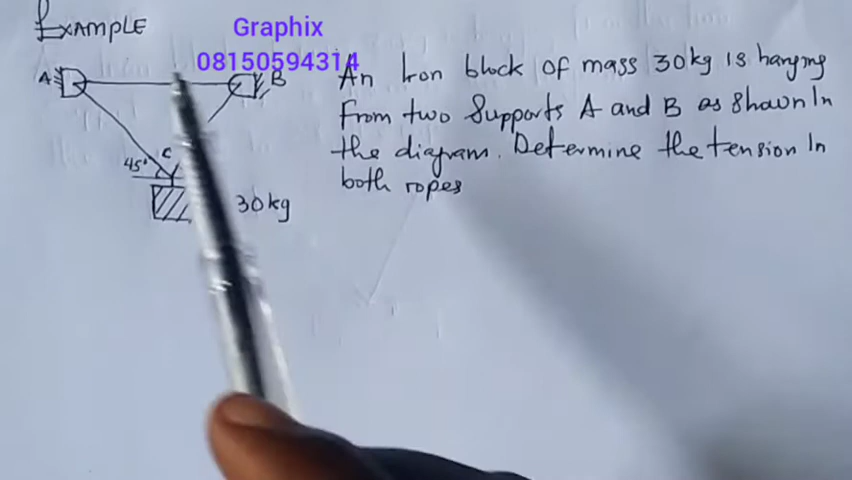 EXAMPLE
Graphix
08150594314
A
B
An Iron block of mass 30kg is hanging
From two Supports A and B as Shown In
the diagram. Determine the tension In
both ropes
C
45°
30kg